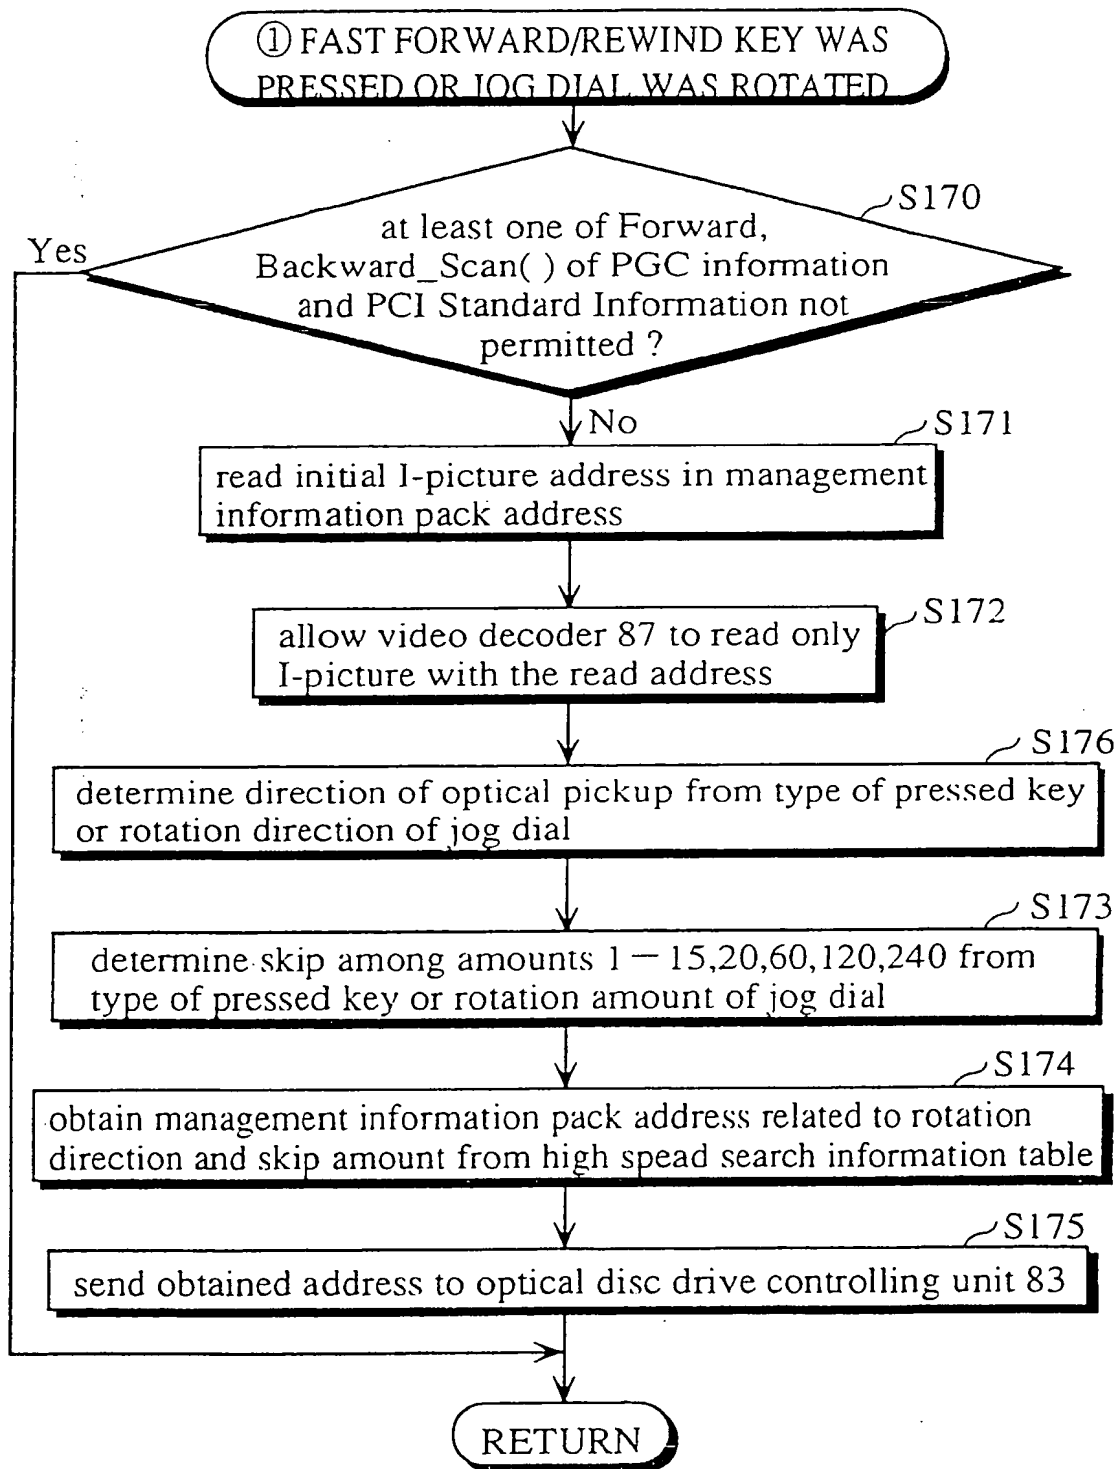 ① FAST FORWARD/REWIND KEY WAS
PRESSED OR JOG DIAL WAS ROTATED
S170
at least one of Forward,
Backward_Scan( ) of PGC information
and PCI Standard Information not
permitted ?
Yes
No
S171
read initial I-picture address in management
information pack address
S172
allow video decoder 87 to read only
I-picture with the read address
S176
determine direction of optical pickup from type of pressed key
or rotation direction of jog dial
S173
determine skip among amounts 1 – 15,20,60,120,240 from
type of pressed key or rotation amount of jog dial
S174
obtain management information pack address related to rotation
direction and skip amount from high spead search information table
S175
send obtained address to optical disc drive controlling unit 83
RETURN